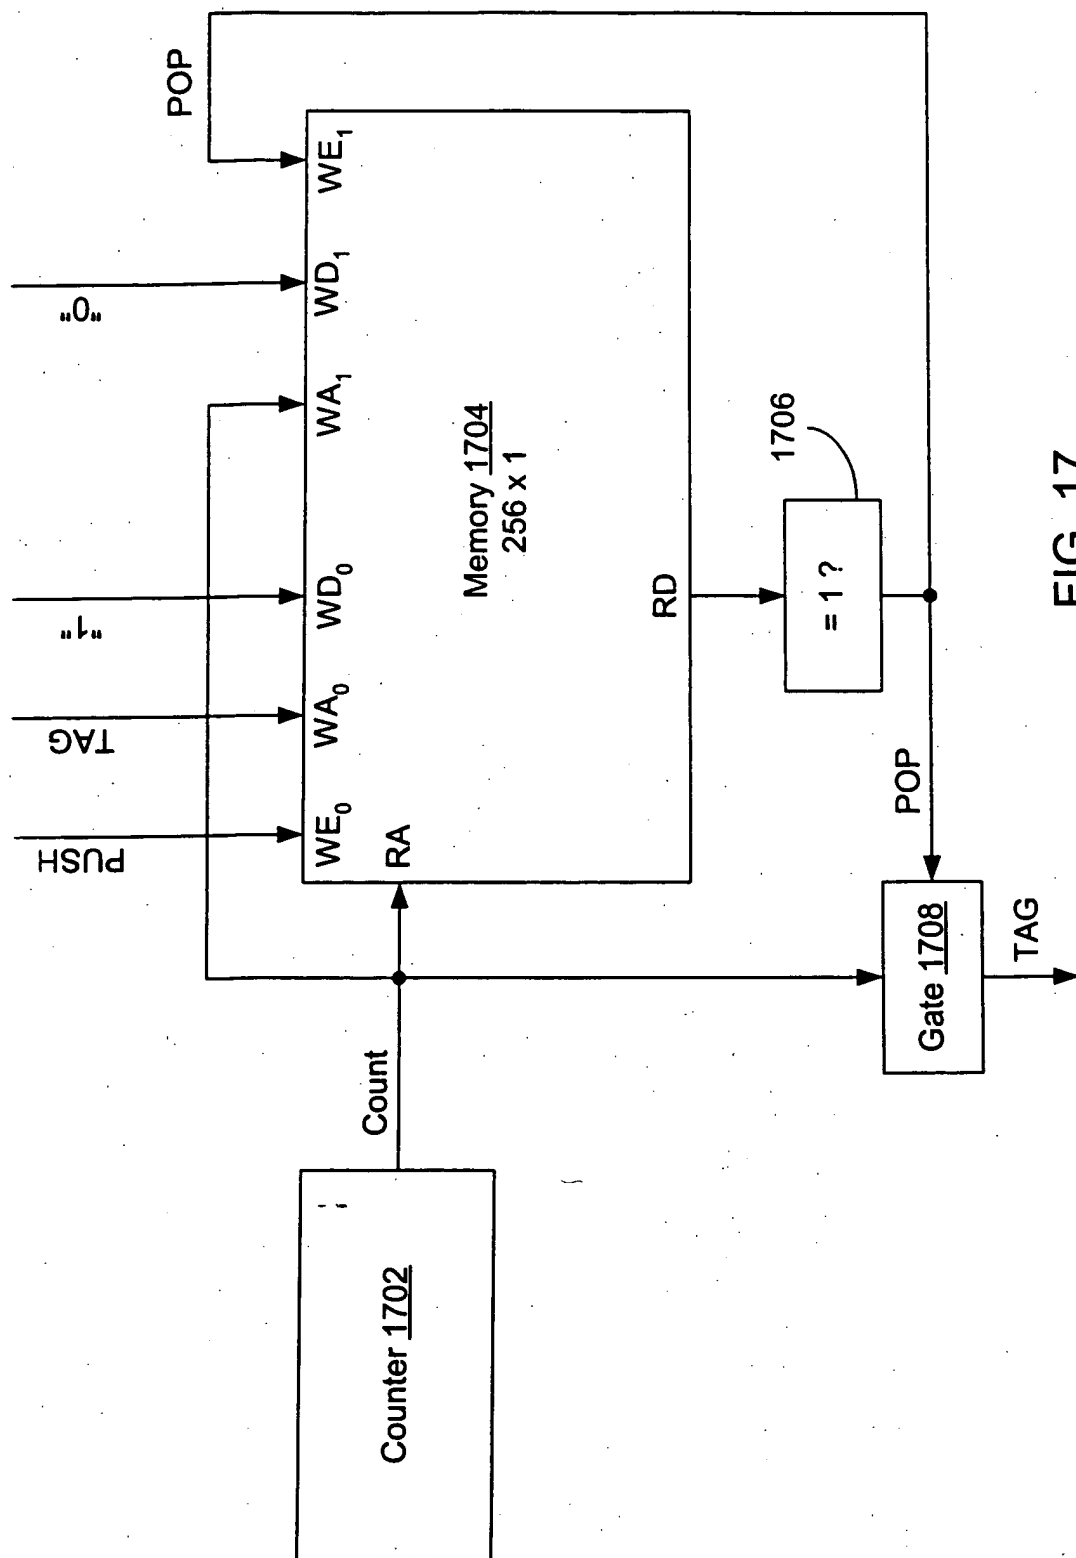 POP
"0"
"1"
TAG
PUSH
WE1
WD1
WA1
WD0
WA0
WE0
RA
Memory 1704
256 x 1
RD
Count
Counter 1702
1706
= 1 ?
POP
Gate 1708
TAG
FIG. 17